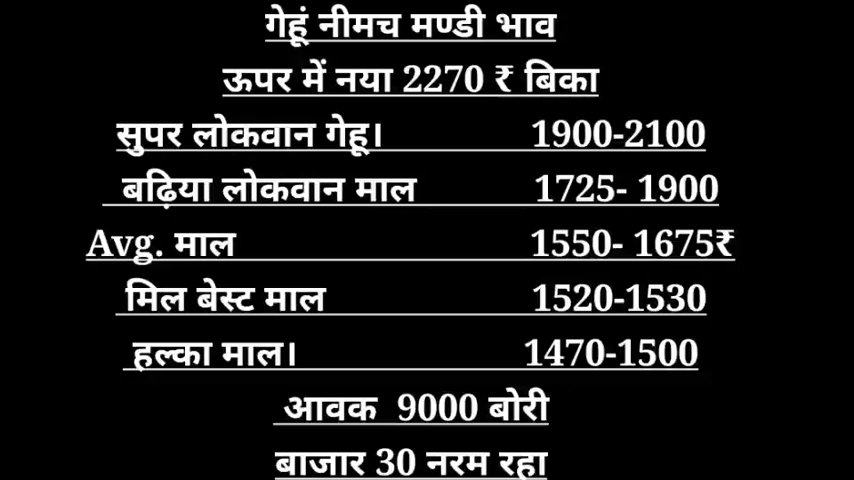 गेहूं नीमच मण्डी भाव
ऊपर में नया 2270 ₹ बिका
सुपर लोकवान गेहू। 1900-2100
बढ़िया लोकवान माल 1725- 1900
Avg. माल 1550- 1675₹
मिल बेस्ट माल 1520-1530
हल्का माल। 1470-1500
आवक 9000 बोरी
बाजार 30 नरम रहा